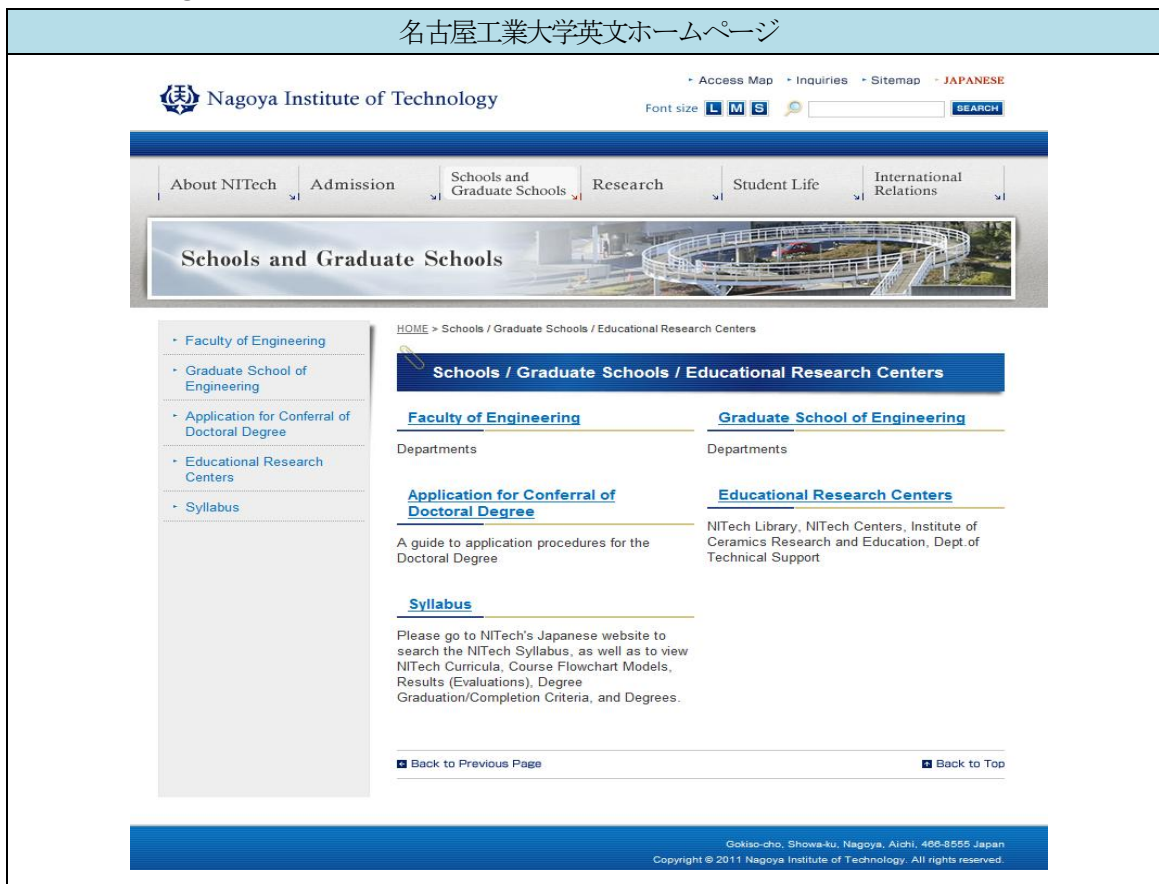 名古屋工業大学英文ホームページ
Nagoya Institute of Technology
Access Map Inquiries Sitemap JAPANESE
Font size L M S SEARCH
About NITech
Admission
Schools and
Graduate Schools
Research
Student Life
International
Relations
Schools and Graduate Schools
Faculty of Engineering
Graduate School of
Engineering
Application for Conferral of
Doctoral Degree
Educational Research
Centers
Syllabus
HOME > Schools / Graduate Schools / Educational Research Centers
Schools / Graduate Schools / Educational Research Centers
Faculty of Engineering
Departments
Graduate School of Engineering
Departments
Application for Conferral of
Doctoral Degree
A guide to application procedures for the
Doctoral Degree
Educational Research Centers
NITech Library, NITech Centers, Institute of
Ceramics Research and Education, Dept.of
Technical Support
Syllabus
Please go to NITech's Japanese website to
search the NITech Syllabus, as well as to view
NITech Curricula, Course Flowchart Models,
Results (Evaluations), Degree
Graduation/Completion Criteria, and Degrees.
Back to Previous Page
Back to Top
Gokiso-cho, Showa-ku, Nagoya, Aichi, 466-8555 Japan
Copyright © 2011 Nagoya Institute of Technology. All rights reserved.